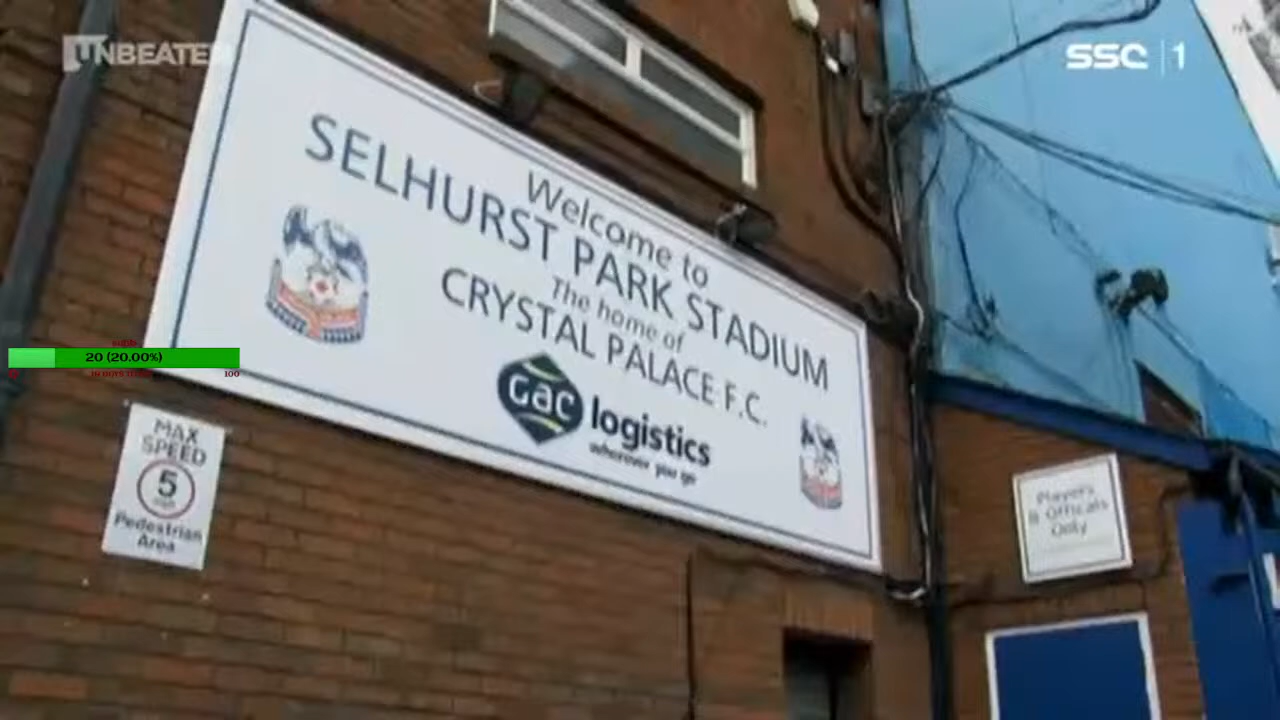 UNBEATEN
SSC 1
Welcome to
SELHURST PARK STADIUM
The home of
CRYSTAL PALACE F.C.
GAC logistics
wherever you go
20 (20.00%)
100
MAX
SPEED
5
Pedestrian
Area
Players
& Officals
Only